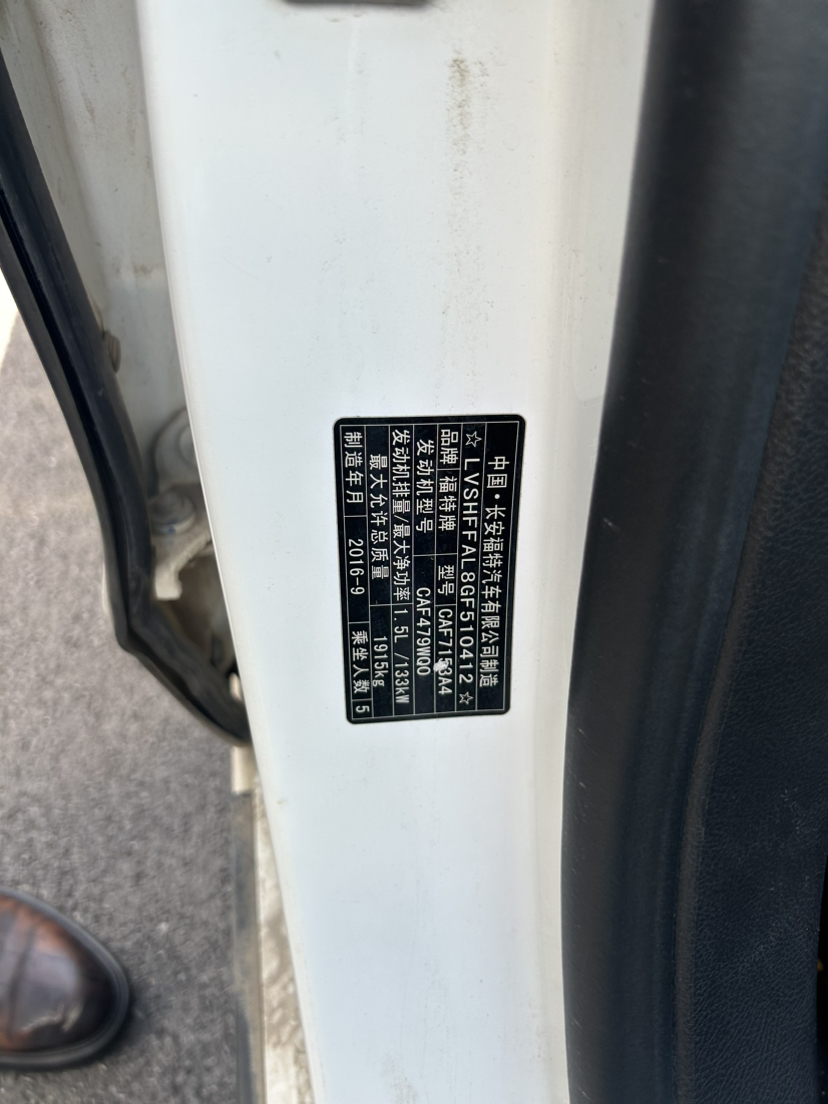 中国·长安福特汽车有限公司制造
☆LVSHFFAL8GF510412☆
品牌 福特牌 型号 CAF7153A4
发动机型号 CAF479WQ0
发动机排量/最大净功率 1.5L /133kW
最大允许总质量 1915kg
制造年月 2016-9 乘坐人数 5